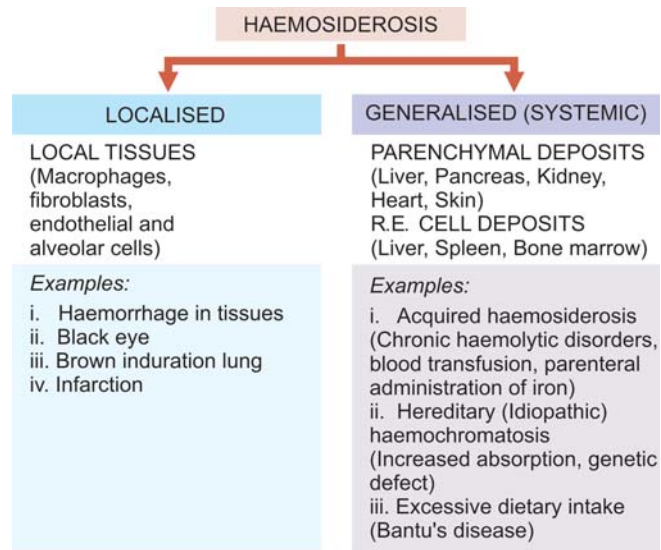 HAEMOSIDEROSIS
LOCALISED
LOCAL TISSUES
(Macrophages,
fibroblasts,
endothelial and
alveolar cells)
Examples:
i. Haemorrhage in tissues
ii. Black eye
iii. Brown induration lung
iv. Infarction
GENERALISED (SYSTEMIC)
PARENCHYMAL DEPOSITS
(Liver, Pancreas, Kidney,
Heart, Skin)
R.E. CELL DEPOSITS
(Liver, Spleen, Bone marrow)
Examples:
i. Acquired haemosiderosis
(Chronic haemolytic disorders,
blood transfusion, parenteral
administration of iron)
ii. Hereditary (Idiopathic)
haemochromatosis
(Increased absorption, genetic
defect)
iii. Excessive dietary intake
(Bantu's disease)